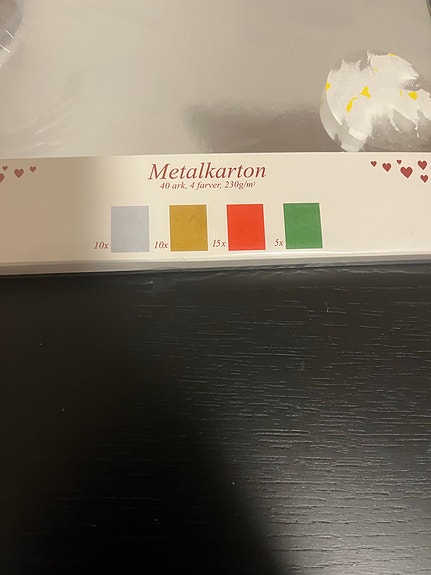 Metalkarton
40 ark, 4 farver, 230g/m²
10x 10x 15x 5x